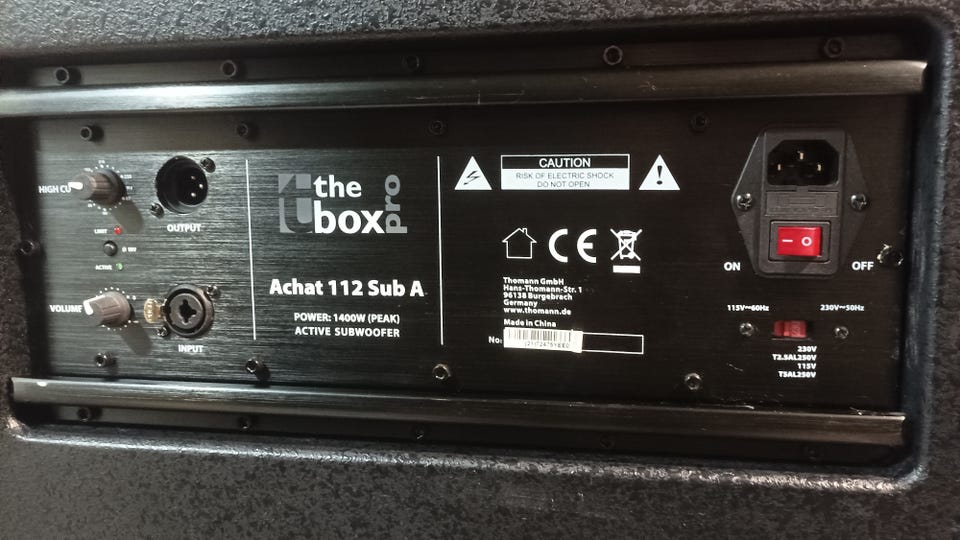 HIGH CU
LIMIT
ACTIVE
VOLUME
OUTPUT
INPUT
the
box pro
Achat 112 Sub A
POWER: 1400W (PEAK)
ACTIVE SUBWOOFER
CAUTION
RISK OF ELECTRIC SHOCK
DO NOT OPEN
CE
Thomann GmbH
Hans-Thomann-Str. 1
96138 Burgebrach
Germany
www.thomann.de
Made in China
No:
ON
OFF
115V~60Hz
230V~50Hz
230V
T2.5AL250V
115V
T5AL250V